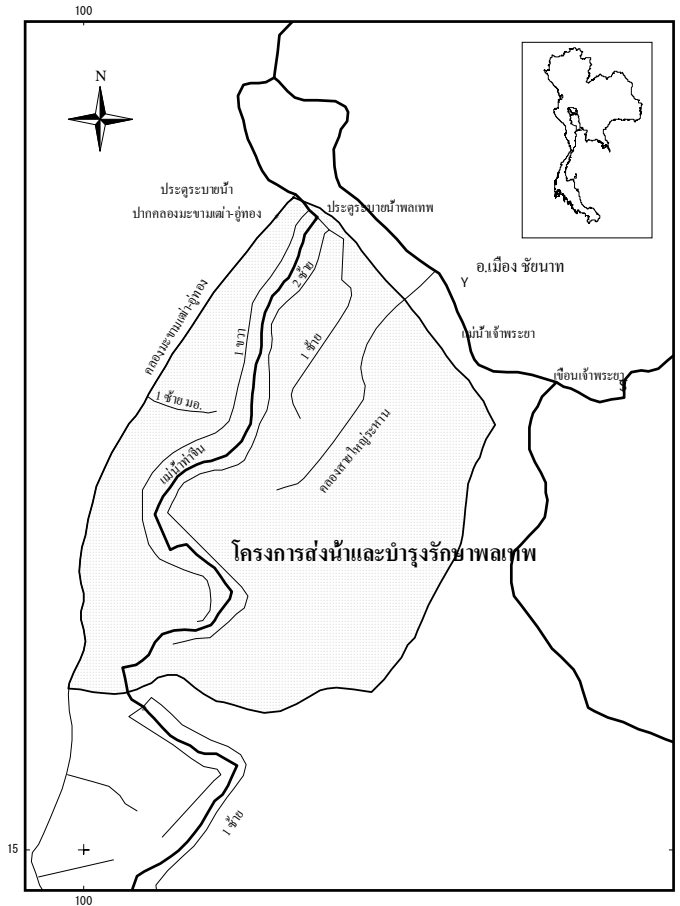 100
N
ประตูระบายน้ำ
ปากคลองมะขามเฒ่า-อู่ทอง
ประตูระบายน้ำพลเทพ
อ.เมือง ชัยนาท
Y
2 ซ้าย
คลองมะขามเฒ่า-อู่ทอง
1 ขวา
1 ซ้าย
แม่น้ำเจ้าพระยา
เขื่อนเจ้าพระยา
S
1 ซ้าย มอ.
แม่น้ำท่าจีน
คลองสายใหญ่ระหาน
โครงการส่งน้ำและบำรุงรักษาพลเทพ
1 ซ้าย
15
100